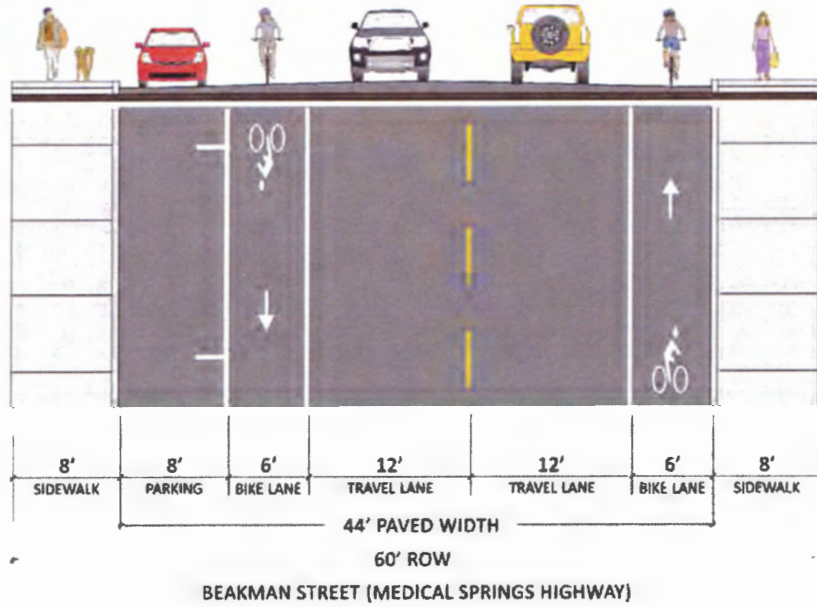 8' 8' 6' 12' 12' 6' 8'
SIDEWALK PARKING BIKE LANE TRAVEL LANE TRAVEL LANE BIKE LANE SIDEWALK
44' PAVED WIDTH
60' ROW
BEAKMAN STREET (MEDICAL SPRINGS HIGHWAY)